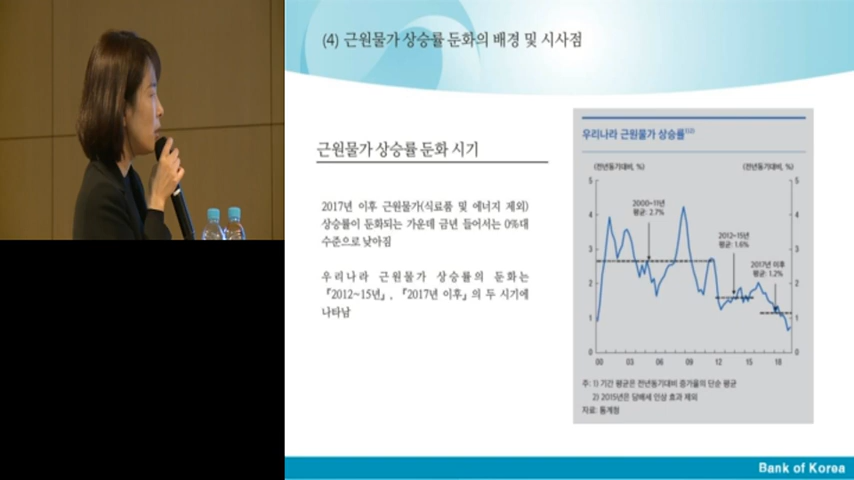 (4) 근원물가 상승률 둔화의 배경 및 시사점
근원물가 상승률 둔화 시기
2017년 이후 근원물가(식료품 및 에너지 제외)
상승률이 둔화되는 가운데 금년 들어서는 0%대
수준으로 낮아짐
우리나라 근원물가 상승률의 둔화는
『2012~15년』, 『2017년 이후』의 두 시기에
나타남
우리나라 근원물가 상승률¹⁾²⁾
(전년동기대비, %) (전년동기대비, %)
5 5
2000~11년
평균: 2.7%
4 4
2012~15년
평균: 1.6%
3 3
2017년 이후
평균: 1.2%
2 2
1 1
0 0
00 03 06 09 12 15 18
주: 1) 기간 평균은 전년동기대비 증가율의 단순 평균
2) 2015년은 담배세 인상 효과 제외
자료: 통계청
Bank of Korea